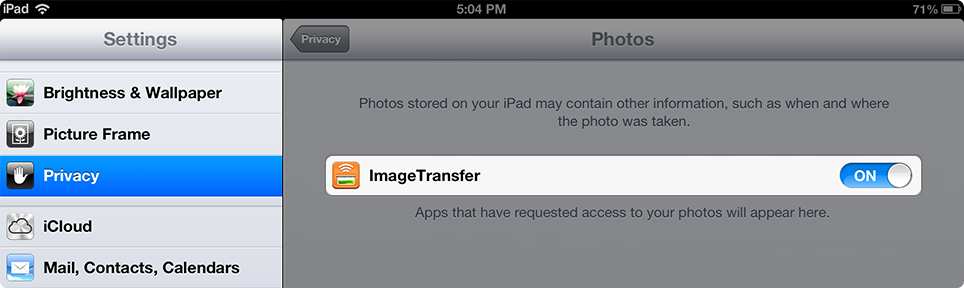 iPad 5:04 PM 71%
Settings
Privacy Photos
Brightness & Wallpaper
Picture Frame
Privacy
iCloud
Mail, Contacts, Calendars
Photos stored on your iPad may contain other information, such as when and where
the photo was taken.
ImageTransfer ON
Apps that have requested access to your photos will appear here.